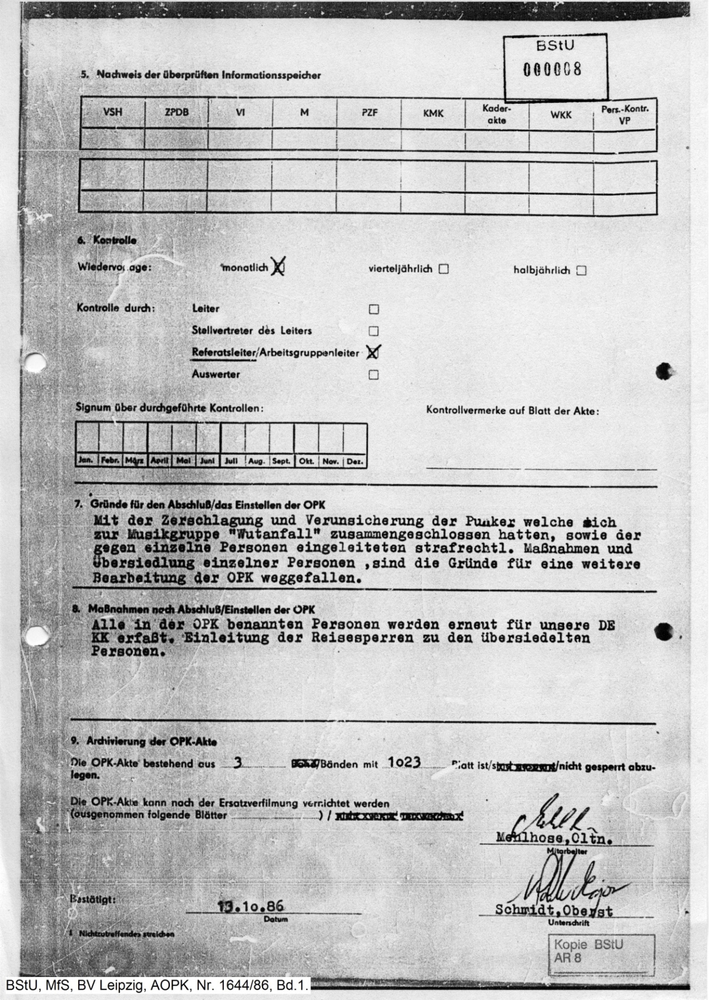 BStU
000008
5. Nachweis der überprüften Informationsspeicher
VSH ZPDB VI M PZF KMK Kader-akte WKK Pers.-Kontr. VP
6. Kontrolle
Wiedervor age: monatlich vierteljährlich halbjährlich
Kontrolle durch: Leiter
Stellvertreter des Leiters
Referatsleiter/Arbeitsgruppenleiter
Auswerter
Signum über durchgeführte Kontrollen: Kontrollvermerke auf Blatt der Akte:
Jan. Febr. März April Mai Juni Juli Aug. Sept. Okt. Nov. Dez.
7. Gründe für den Abschluß/das Einstellen der OPK
Mit der Zerschlagung und Verunsicherung der Punker welche sich
zur Musikgruppe "Wutanfall" zusammengeschlossen hatten, sowie der
gegen einzelne Personen eingeleiteten strafrechtl. Maßnahmen und
Übersiedlung einzelner Personen ,sind die Gründe für eine weitere
Bearbeitung der OPK weggefallen.
8. Maßnahmen nach Abschluß/Einstellen der OPK
Alle in der OPK benannten Personen werden erneut für unsere DE
KK erfaßt. Einleitung der Reisesperren zu den übersiedelten
Personen.
9. Archivierung der OPK-Akte
Die OPK-Akte bestehend aus 3 /Bänden mit 1o23 Blatt ist/ /nicht gesperrt abzu-
legen.
Die OPK-Akte kann nach der Ersatzverfilmung vernichtet werden
(ausgenommen folgende Blätter ) /
Mehlhose,Oltn.
Mitarbeiter
Bestätigt: 13.10.86
Datum
Schmidt,Oberst
Unterschrift
1 Nichtzutreffendes streichen
Kopie BStU
AR 8
BStU, MfS, BV Leipzig, AOPK, Nr. 1644/86, Bd.1.